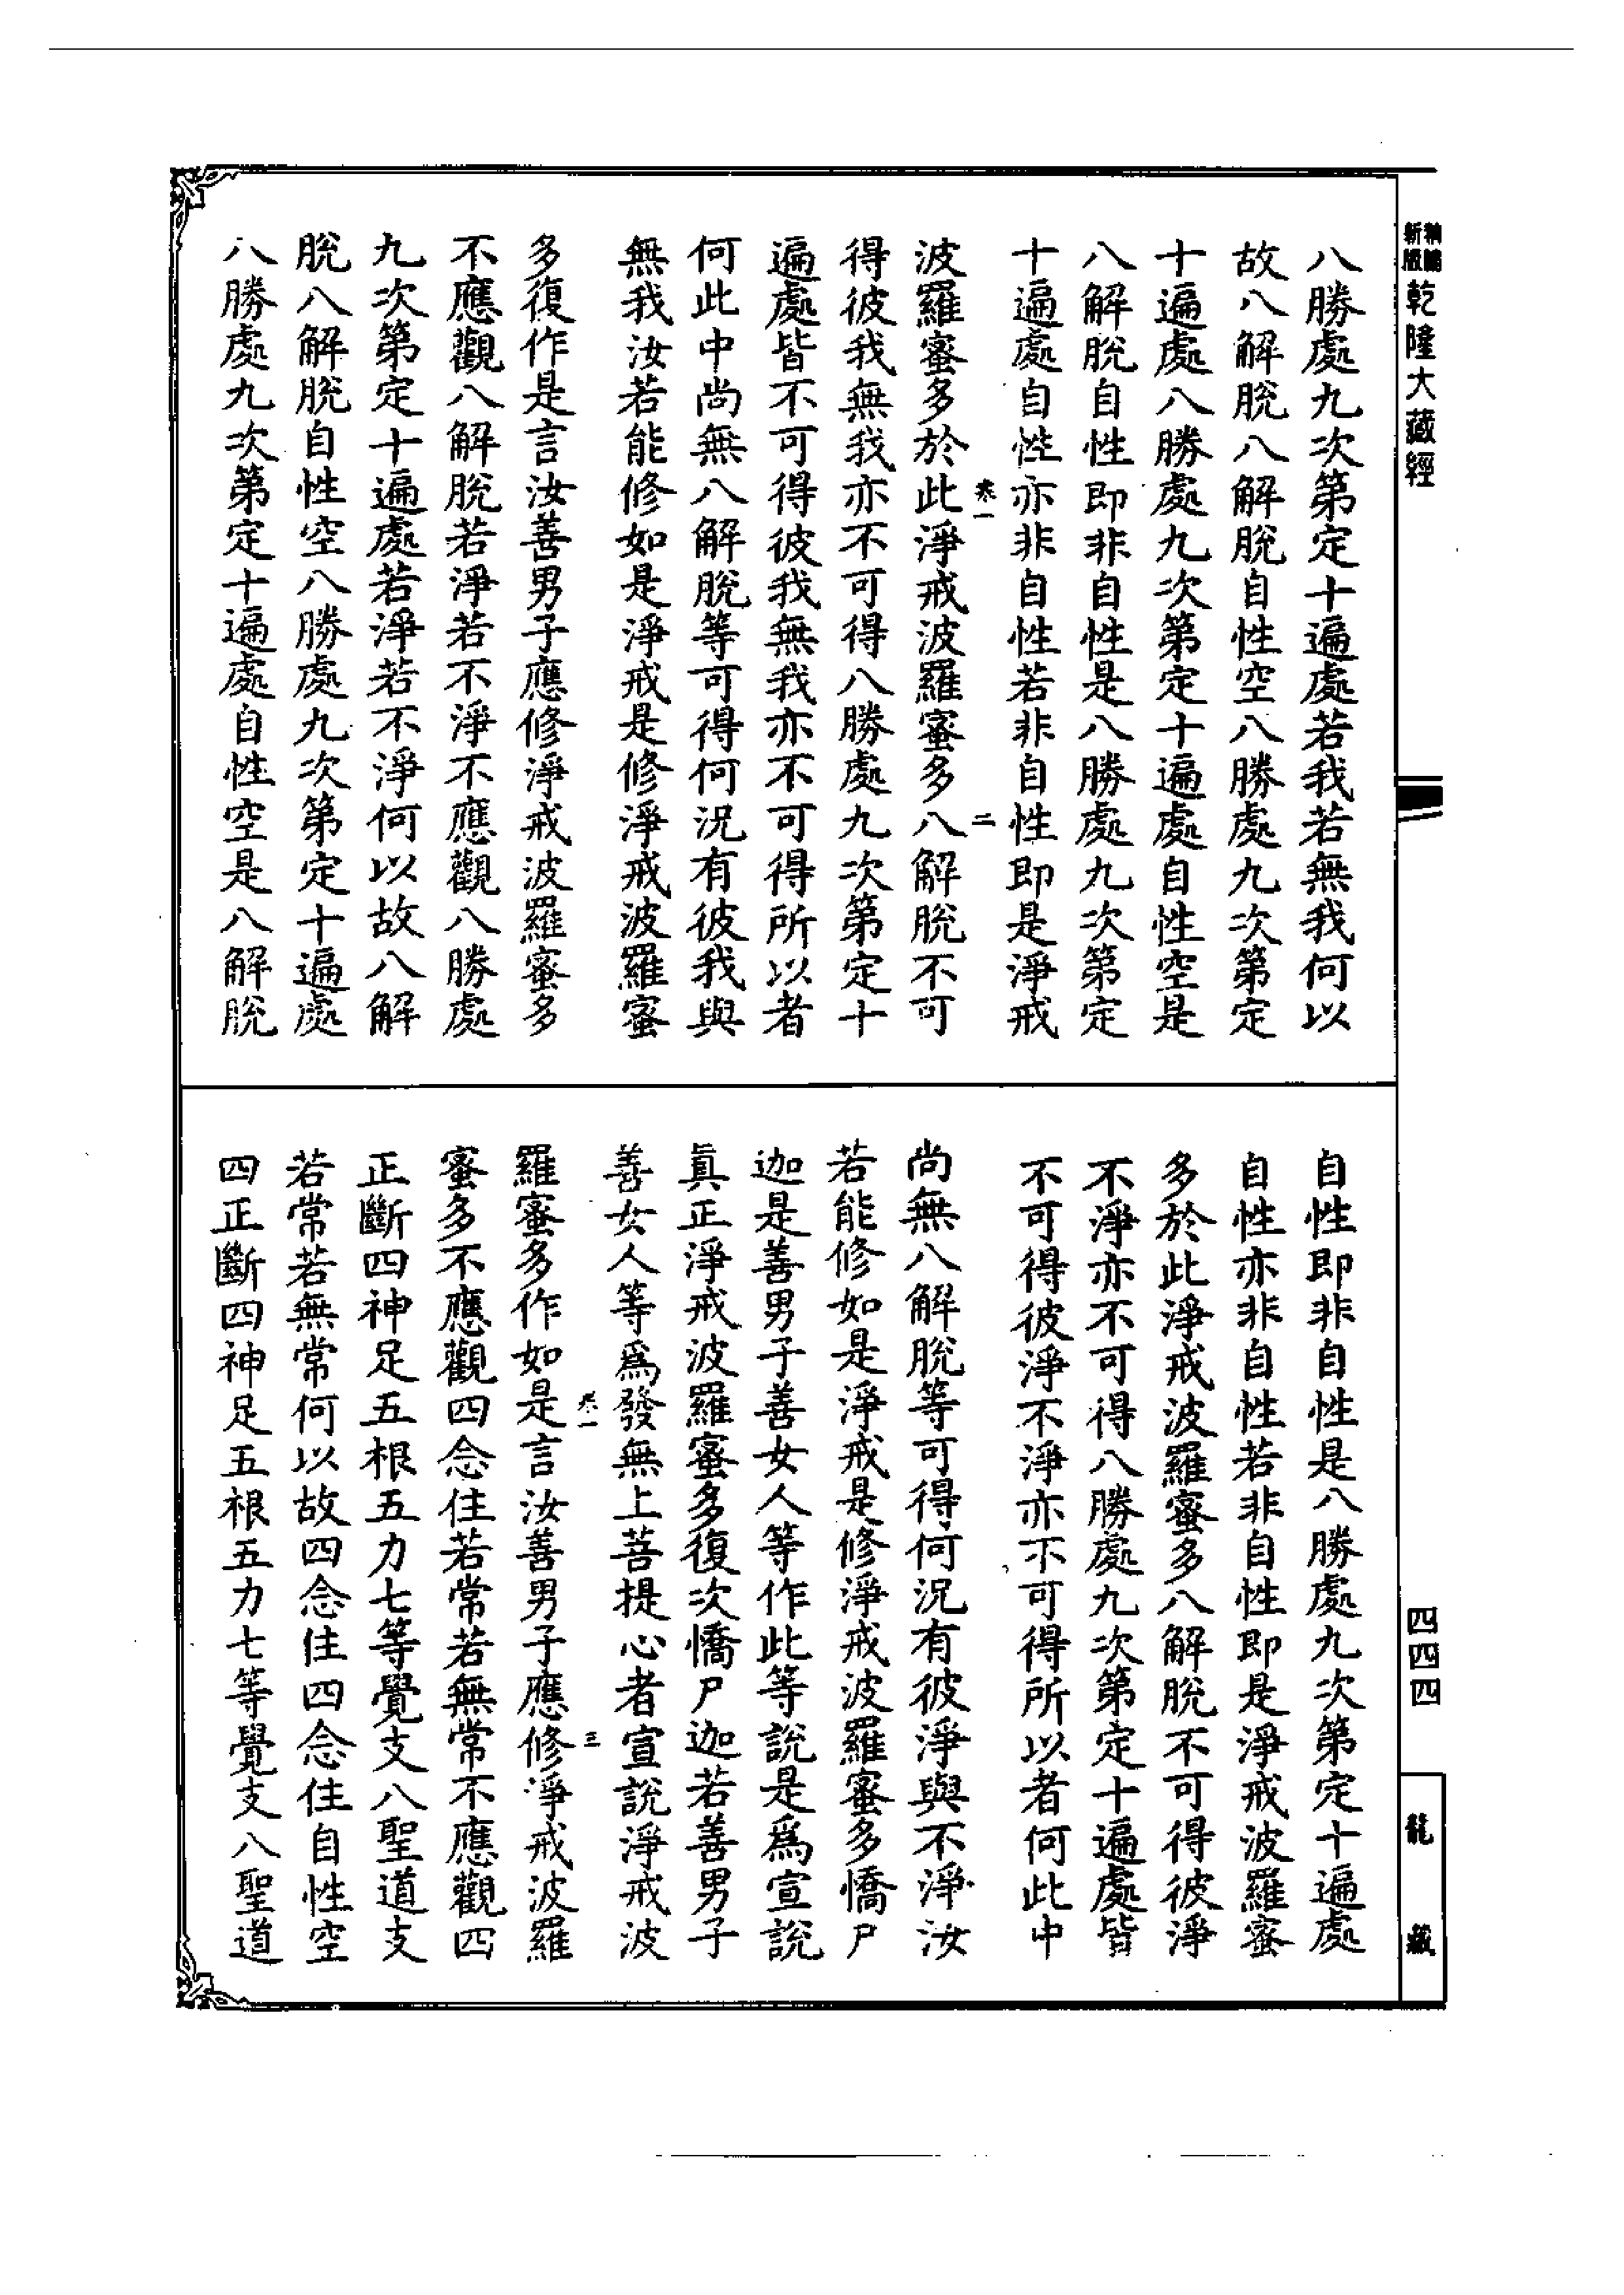 新版
精縮
乾隆大藏經
八勝處九次第定十遍處若我若無我何以
故八解脫八解脫自性空八勝處九次第定
十遍處八勝處九次第定十遍處自性空是
八解脫自性即非自性是八勝處九次第定
十遍處自性亦非自性若非自性即是淨戒
卷一
二
波羅蜜多於此淨戒波羅蜜多八解脫不可
得彼我無我亦不可得八勝處九次第定十
遍處皆不可得彼我無我亦不可得所以者
何此中尚無八解脫等可得何況有彼我與
無我汝若能修如是淨戒是修淨戒波羅蜜
多復作是言汝善男子應修淨戒波羅蜜多
不應觀八解脫若淨若不淨不應觀八勝處
九次第定十遍處若淨若不淨何以故八解
脫八解脫自性空八勝處九次第定十遍處
八勝處九次第定十遍處自性空是八解脫
自性即非自性是八勝處九次第定十遍處
自性亦非自性若非自性即是淨戒波羅蜜
多於此淨戒波羅蜜多八解脫不可得彼淨
不淨亦不可得八勝處九次第定十遍處皆
不可得彼淨不淨亦不可得所以者何此中
尚無八解脫等可得何況有彼淨與不淨汝
若能修如是淨戒是修淨戒波羅蜜多憍尸
迦是善男子善女人等作此等說是為宣說
真正淨戒波羅蜜多復次憍尸迦若善男子
善女人等為發無上菩提心者宣說淨戒波
卷一
三
羅蜜多作如是言汝善男子應修淨戒波羅
蜜多不應觀四念住若常若無常不應觀四
正斷四神足五根五力七等覺支八聖道支
若常若無常何以故四念住四念住自性空
四正斷四神足五根五力七等覺支八聖道
四四四
龍藏